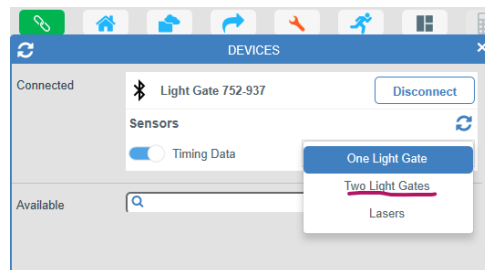 DEVICES
Connected
Light Gate 752-937
Disconnect
Sensors
Timing Data
One Light Gate
Two Light Gates
Lasers
Available